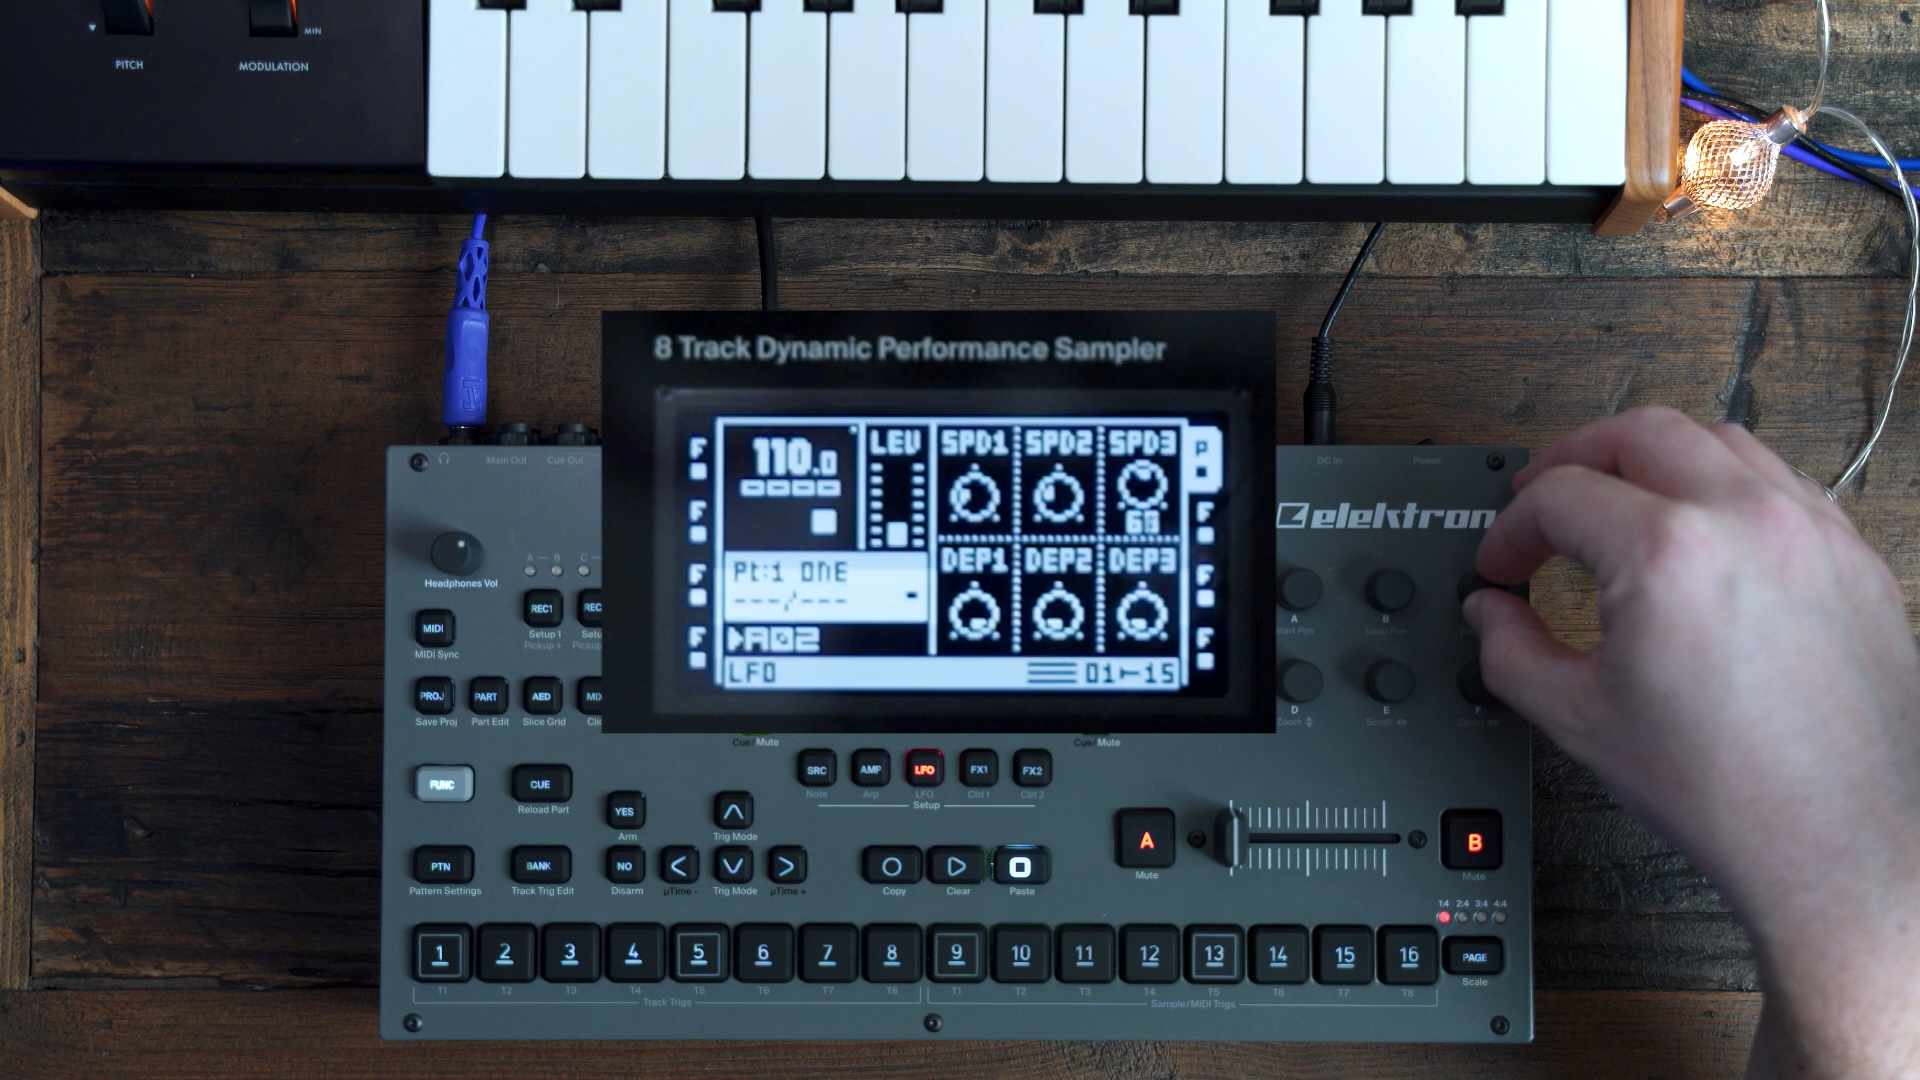 PITCH
MODULATION
MIN
8 Track Dynamic Performance Sampler
110.0
LEV
SPD1 SPD2 SPD3
Pt:1 ONE
DEP1 DEP2 DEP3
A02
LFO
01 15
F
F
F
F
P
F
F
F
Main Out
Cue Out
DC in
Power
elektron
A B C
Headphones Vol
REC1
Setup 1
Pickup +
MIDI
MIDI Sync
PROJ
Save Proj
PART
Part Edit
AED
Slice Grid
A
Start Pos
B
Loop Pos
D
Zoom
E
Scroll
F
Zoom
Cue/Mute
Cue/Mute
SRC
Note
AMP
Arp
LFO
LFO
FX1
Ctrl 1
FX2
Ctrl 2
Setup
FUNC
CUE
Reload Part
YES
Arm
Trig Mode
PTN
Pattern Settings
BANK
Track Trig Edit
NO
Disarm
µTime -
Trig Mode
µTime +
Copy
Clear
Paste
A
Mute
B
Mute
1:4 2:4 3:4 4:4
PAGE
Scale
1 2 3 4 5 6 7 8 9 10 11 12 13 14 15 16
T1 T2 T3 T4 T5 T6 T7 T8 T1 T2 T3 T4 T5 T6 T7 T8
Track Trigs
Sample/MIDI Trigs